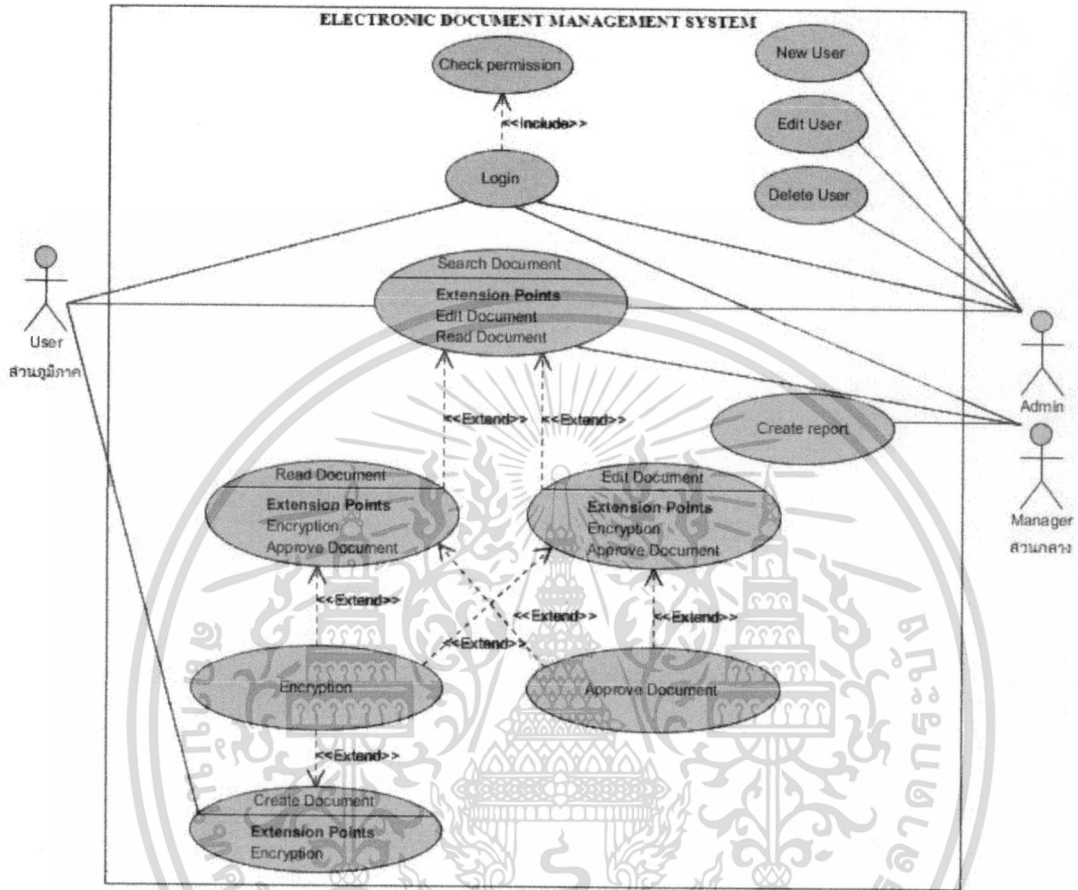 ELECTRONIC DOCUMENT MANAGEMENT SYSTEM
Check permission
New User
<<Include>>
Edit User
Login
Delete User
Search Document
Extension Points
Edit Document
Read Document
User
ส่วนภูมิภาค
Admin
<<Extend>>
<<Extend>>
Create report
Read Document
Extension Points
Encryption
Approve Document
Edit Document
Extension Points
Encryption
Approve Document
Manager
ส่วนกลาง
<<Extend>>
<<Extend>>
<<Extend>>
<<Extend>>
Encryption
Approve Document
<<Extend>>
Create Document
Extension Points
Encryption